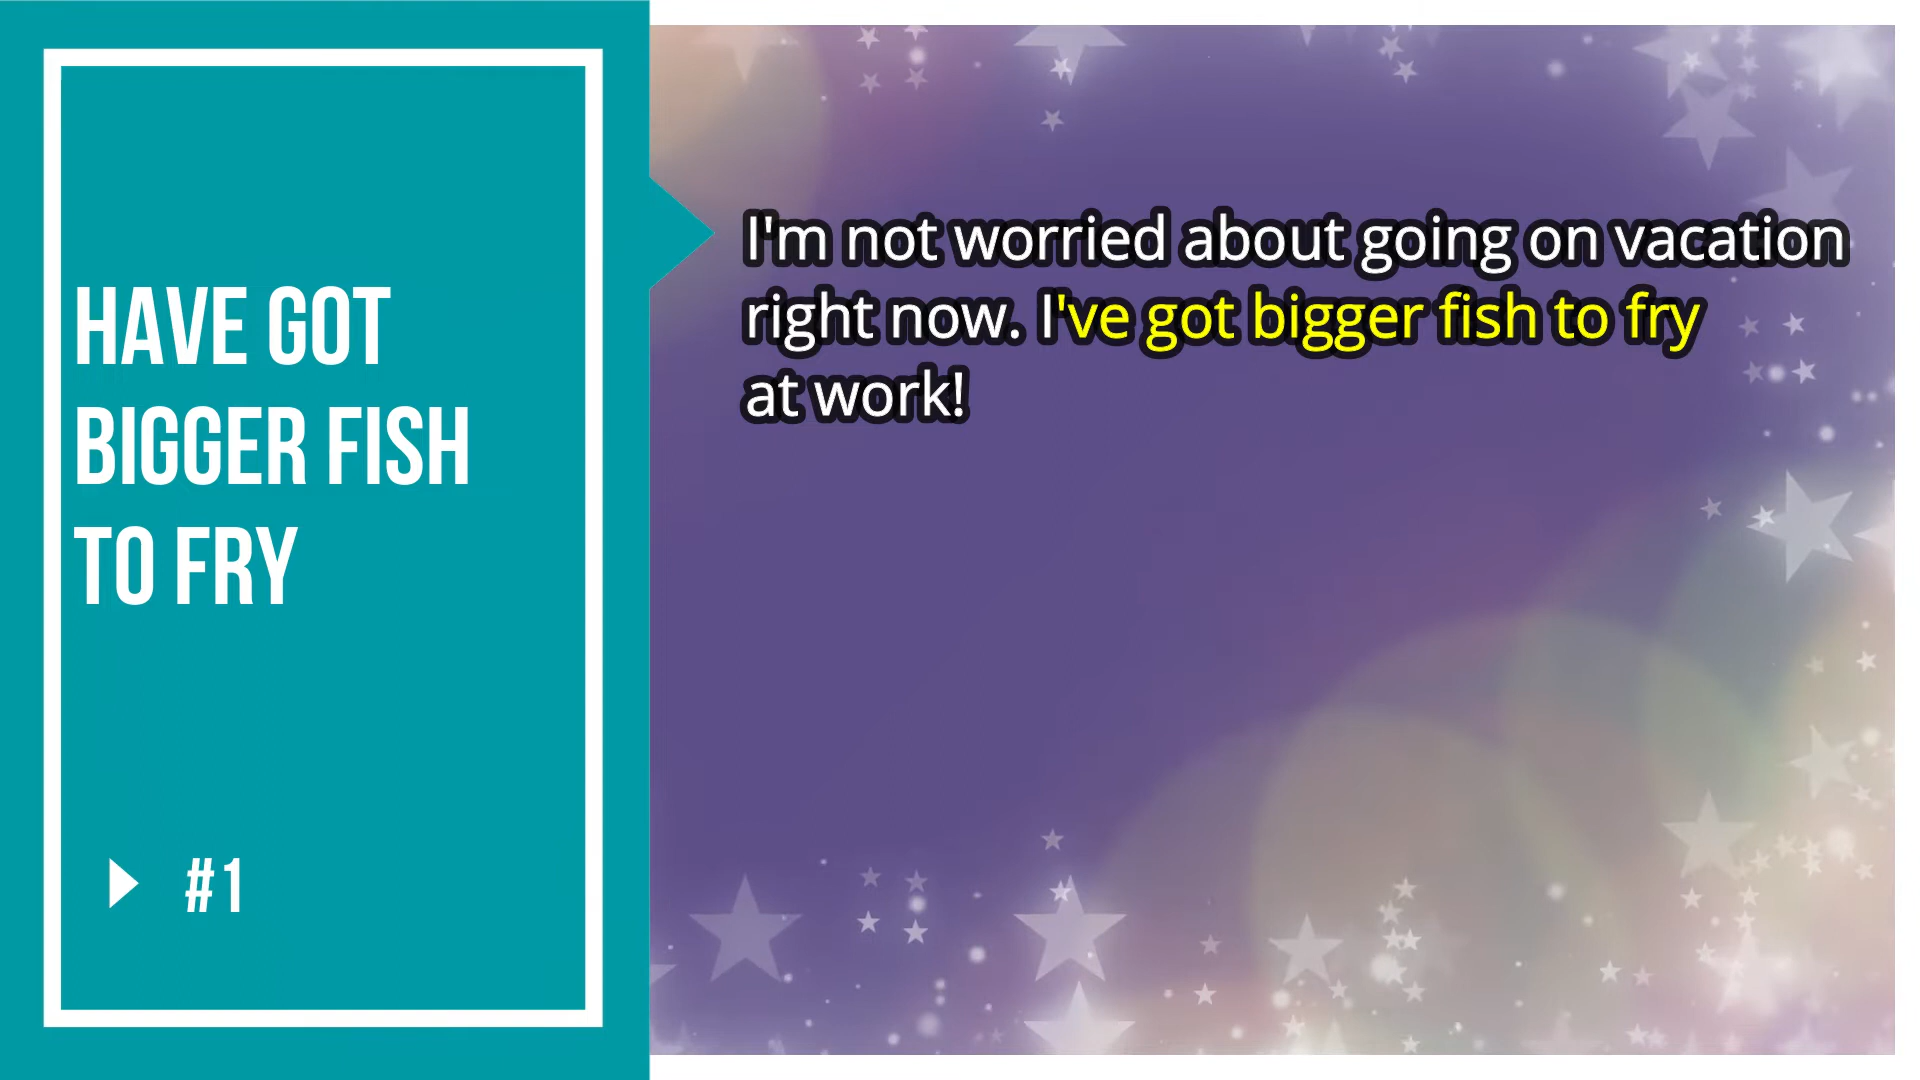 HAVE GOT
BIGGER FISH
TO FRY
#1
I'm not worried about going on vacation
right now. I've got bigger fish to fry
at work!